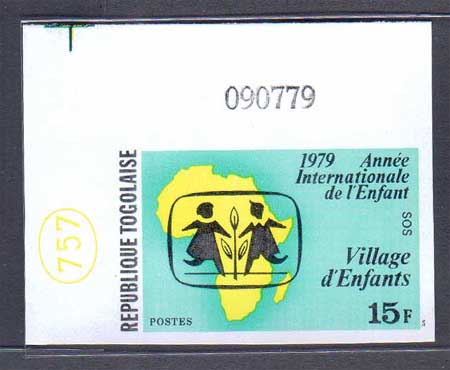 090779
757
REPUBLIQUE TOGOLAISE
1979 Année
Internationale
de l'Enfant
SOS
Village
d'Enfants
POSTES
15F